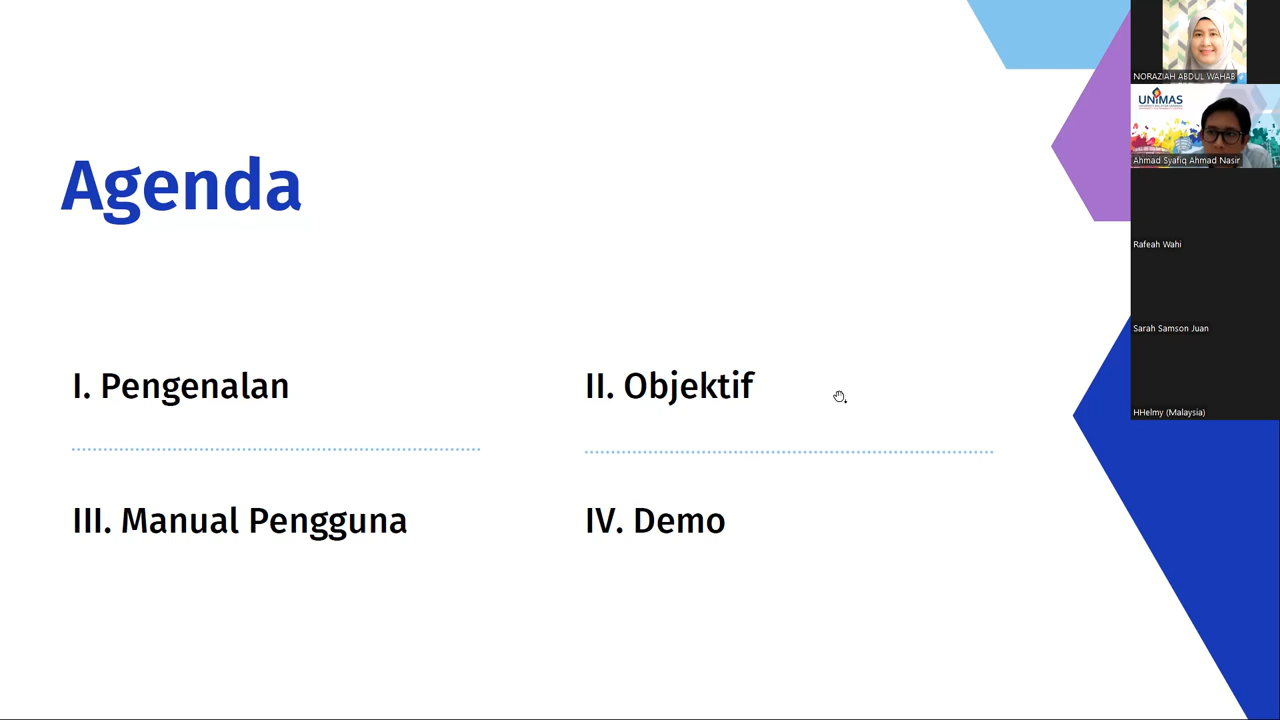 Agenda
I. Pengenalan
II. Objektif
III. Manual Pengguna
IV. Demo
NORAZIAH ABDUL WAHAB
UNIMAS
Ahmad Syafiq Ahmad Nasir
Rafeah Wahi
Sarah Samson Juan
HHelmy (Malaysia)